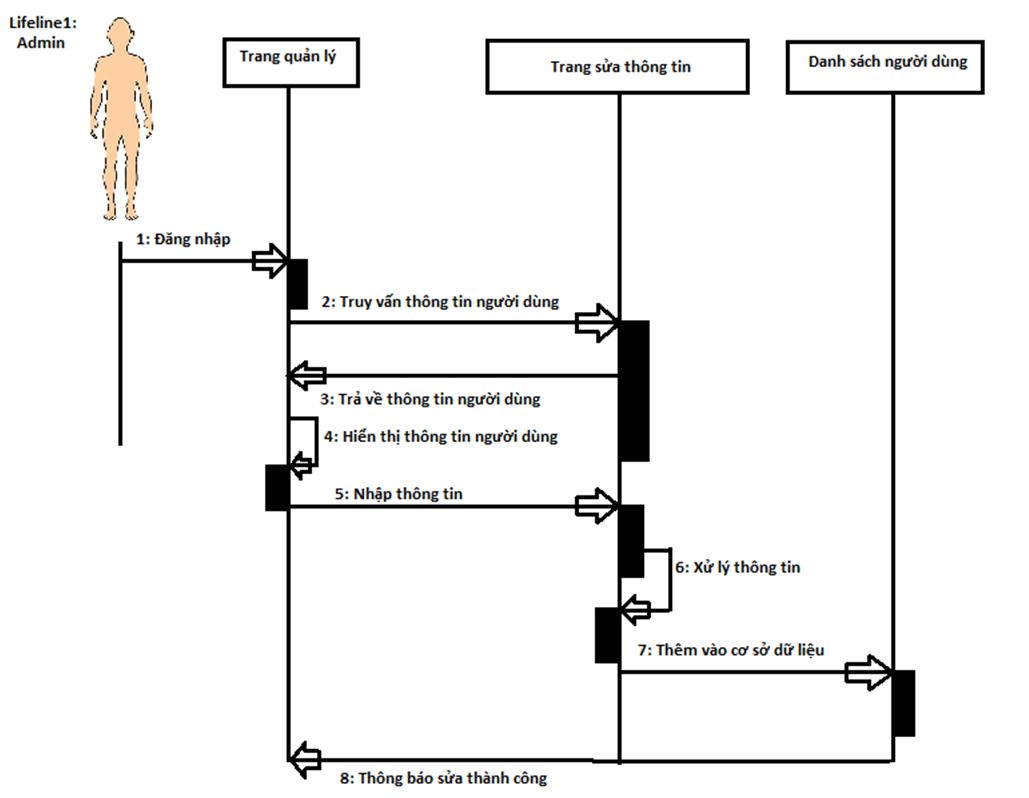 Lifeline1:
Admin
Trang quản lý
Trang sửa thông tin
Danh sách người dùng
1: Đăng nhập
2: Truy vấn thông tin người dùng
3: Trả về thông tin người dùng
4: Hiển thị thông tin người dùng
5: Nhập thông tin
6: Xử lý thông tin
7: Thêm vào cơ sở dữ liệu
8: Thông báo sửa thành công